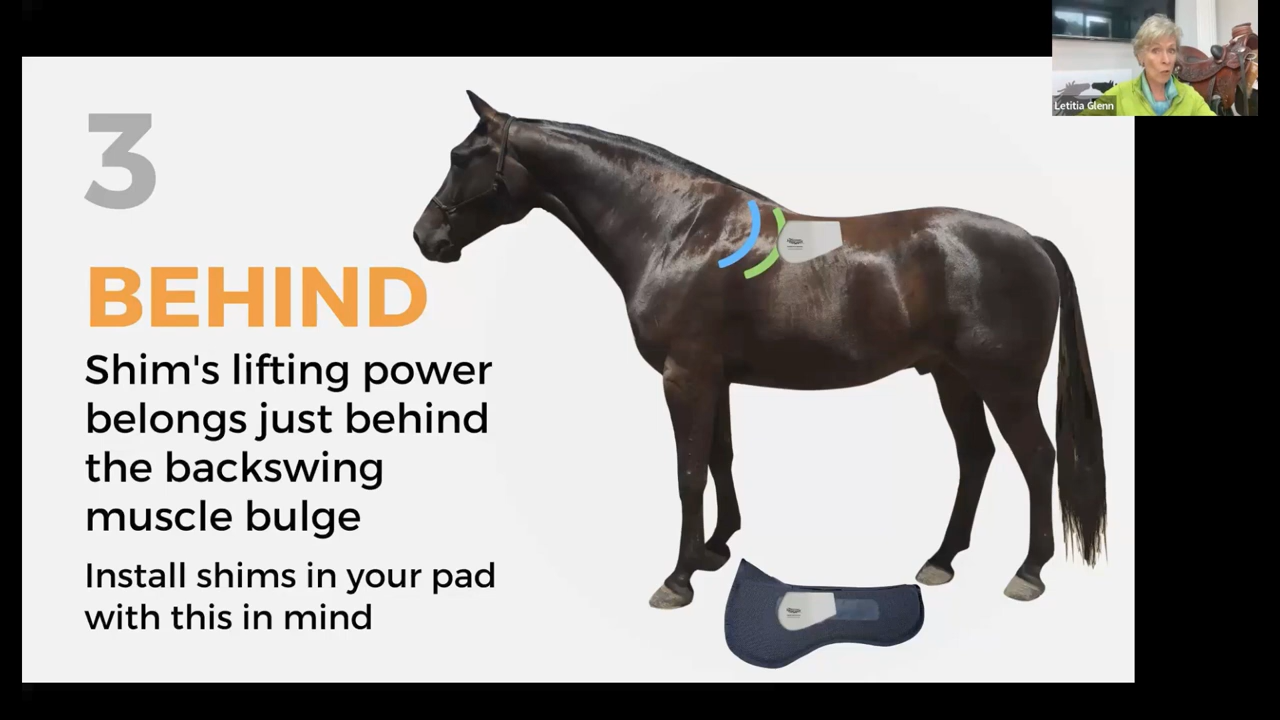 3
BEHIND
Shim's lifting power
belongs just behind
the backswing
muscle bulge
Install shims in your pad
with this in mind
Letitia Glenn